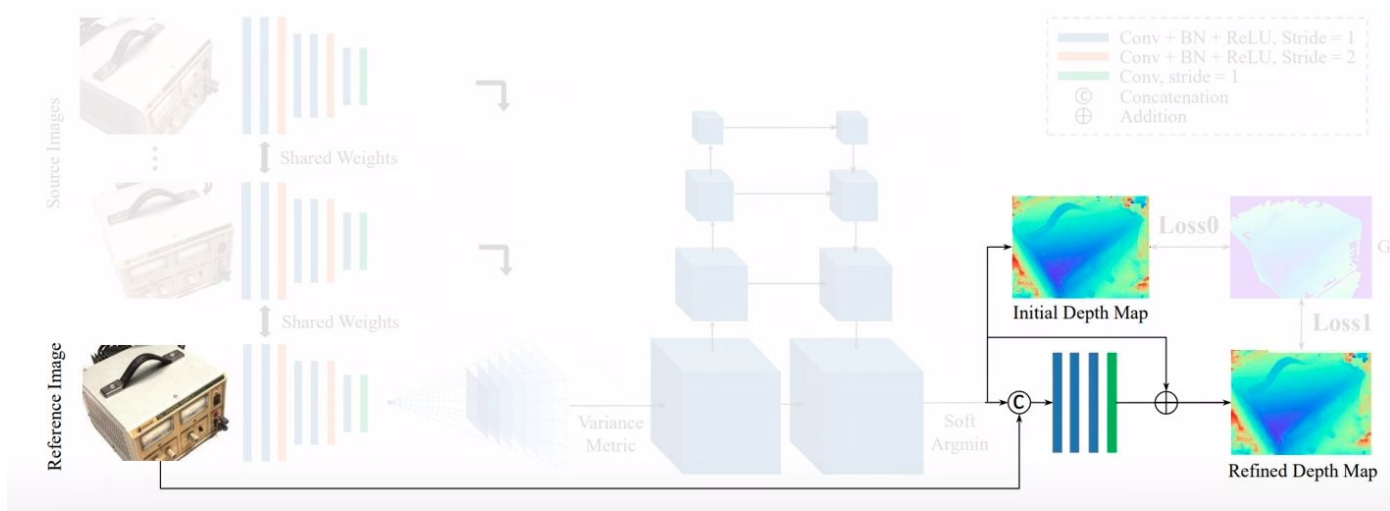 Source Images
Reference Image
Shared Weights
Shared Weights
Variance
Metric
Soft
Argmin
C
Conv + BN + ReLU, Stride = 1
Conv + BN + ReLU, Stride = 2
Conv, stride = 1
C
Concatenation
Addition
Loss0
G
Initial Depth Map
Loss1
Refined Depth Map